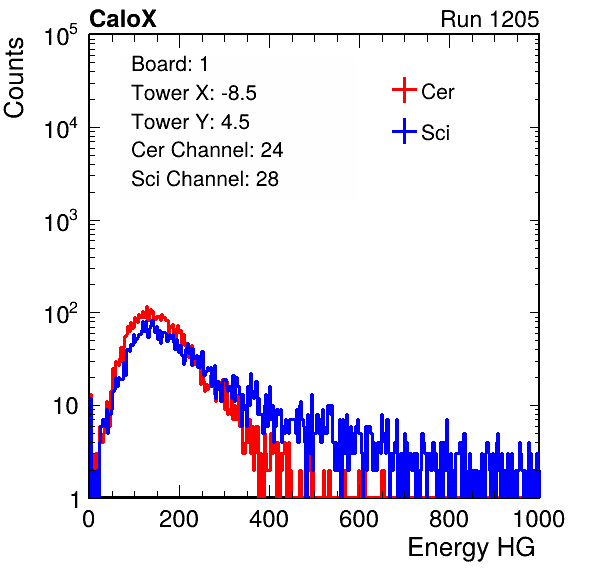 CaloX Run 1205
Counts
10^5
10^4
10^3
10^2
10
1
Board: 1
Tower X: -8.5
Tower Y: 4.5
Cer Channel: 24
Sci Channel: 28
Cer
Sci
0 200 400 600 800 1000
Energy HG